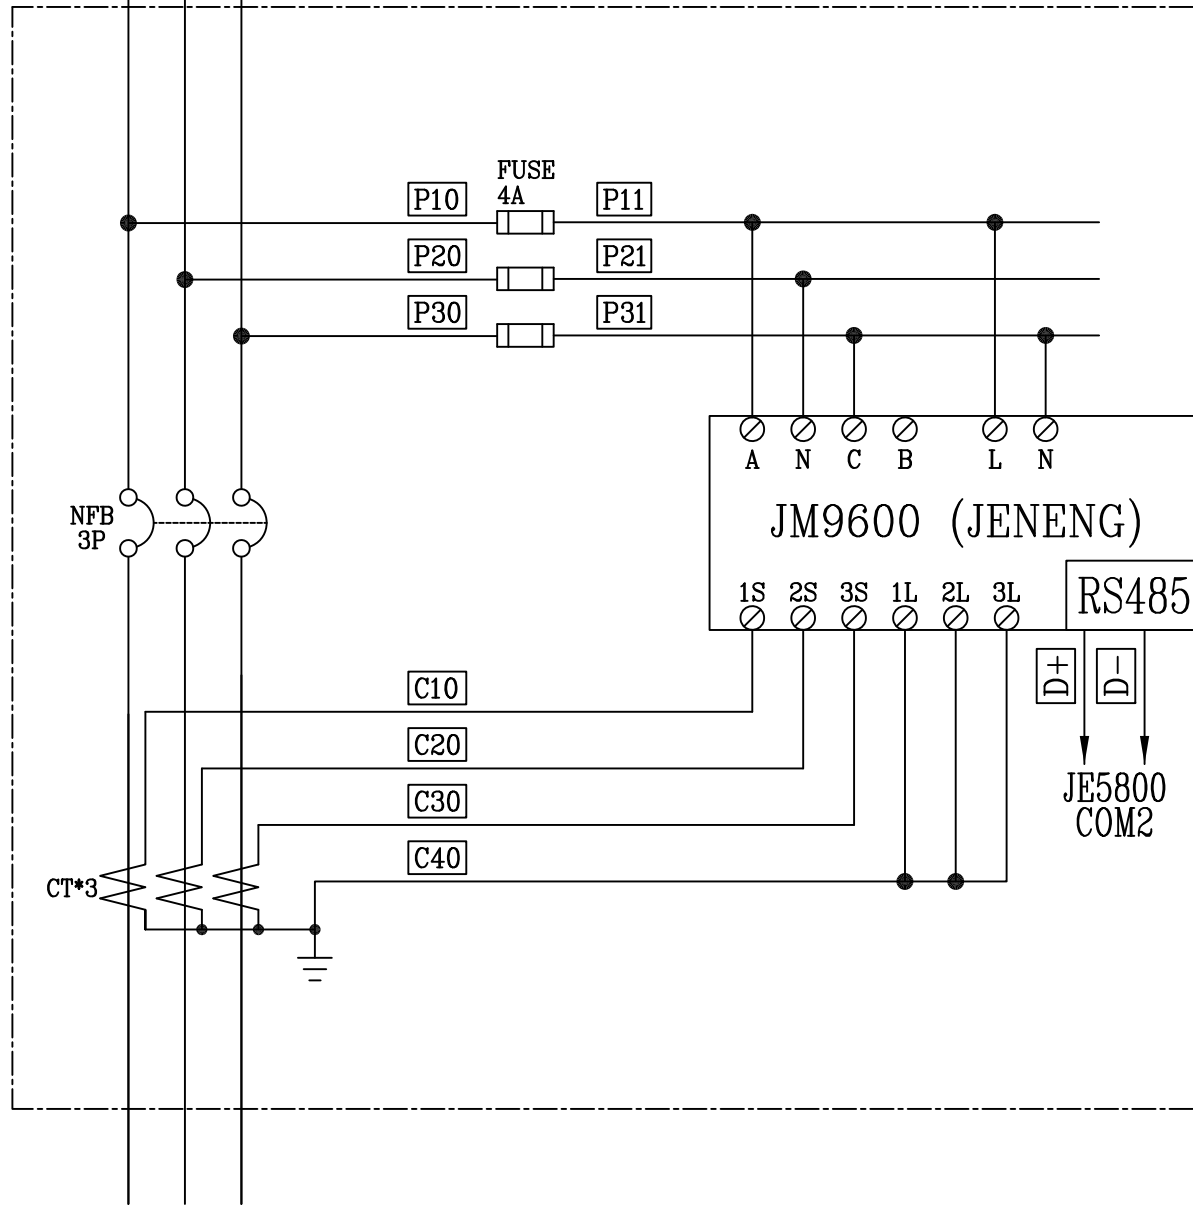 FUSE
4A
P10
P11
P20
P21
P30
P31
A N C B L N
JM9600 (JENENG)
NFB
3P
1S 2S 3S 1L 2L 3L
RS485
D+
D-
C10
C20
C30
C40
JE5800
COM2
CT*3